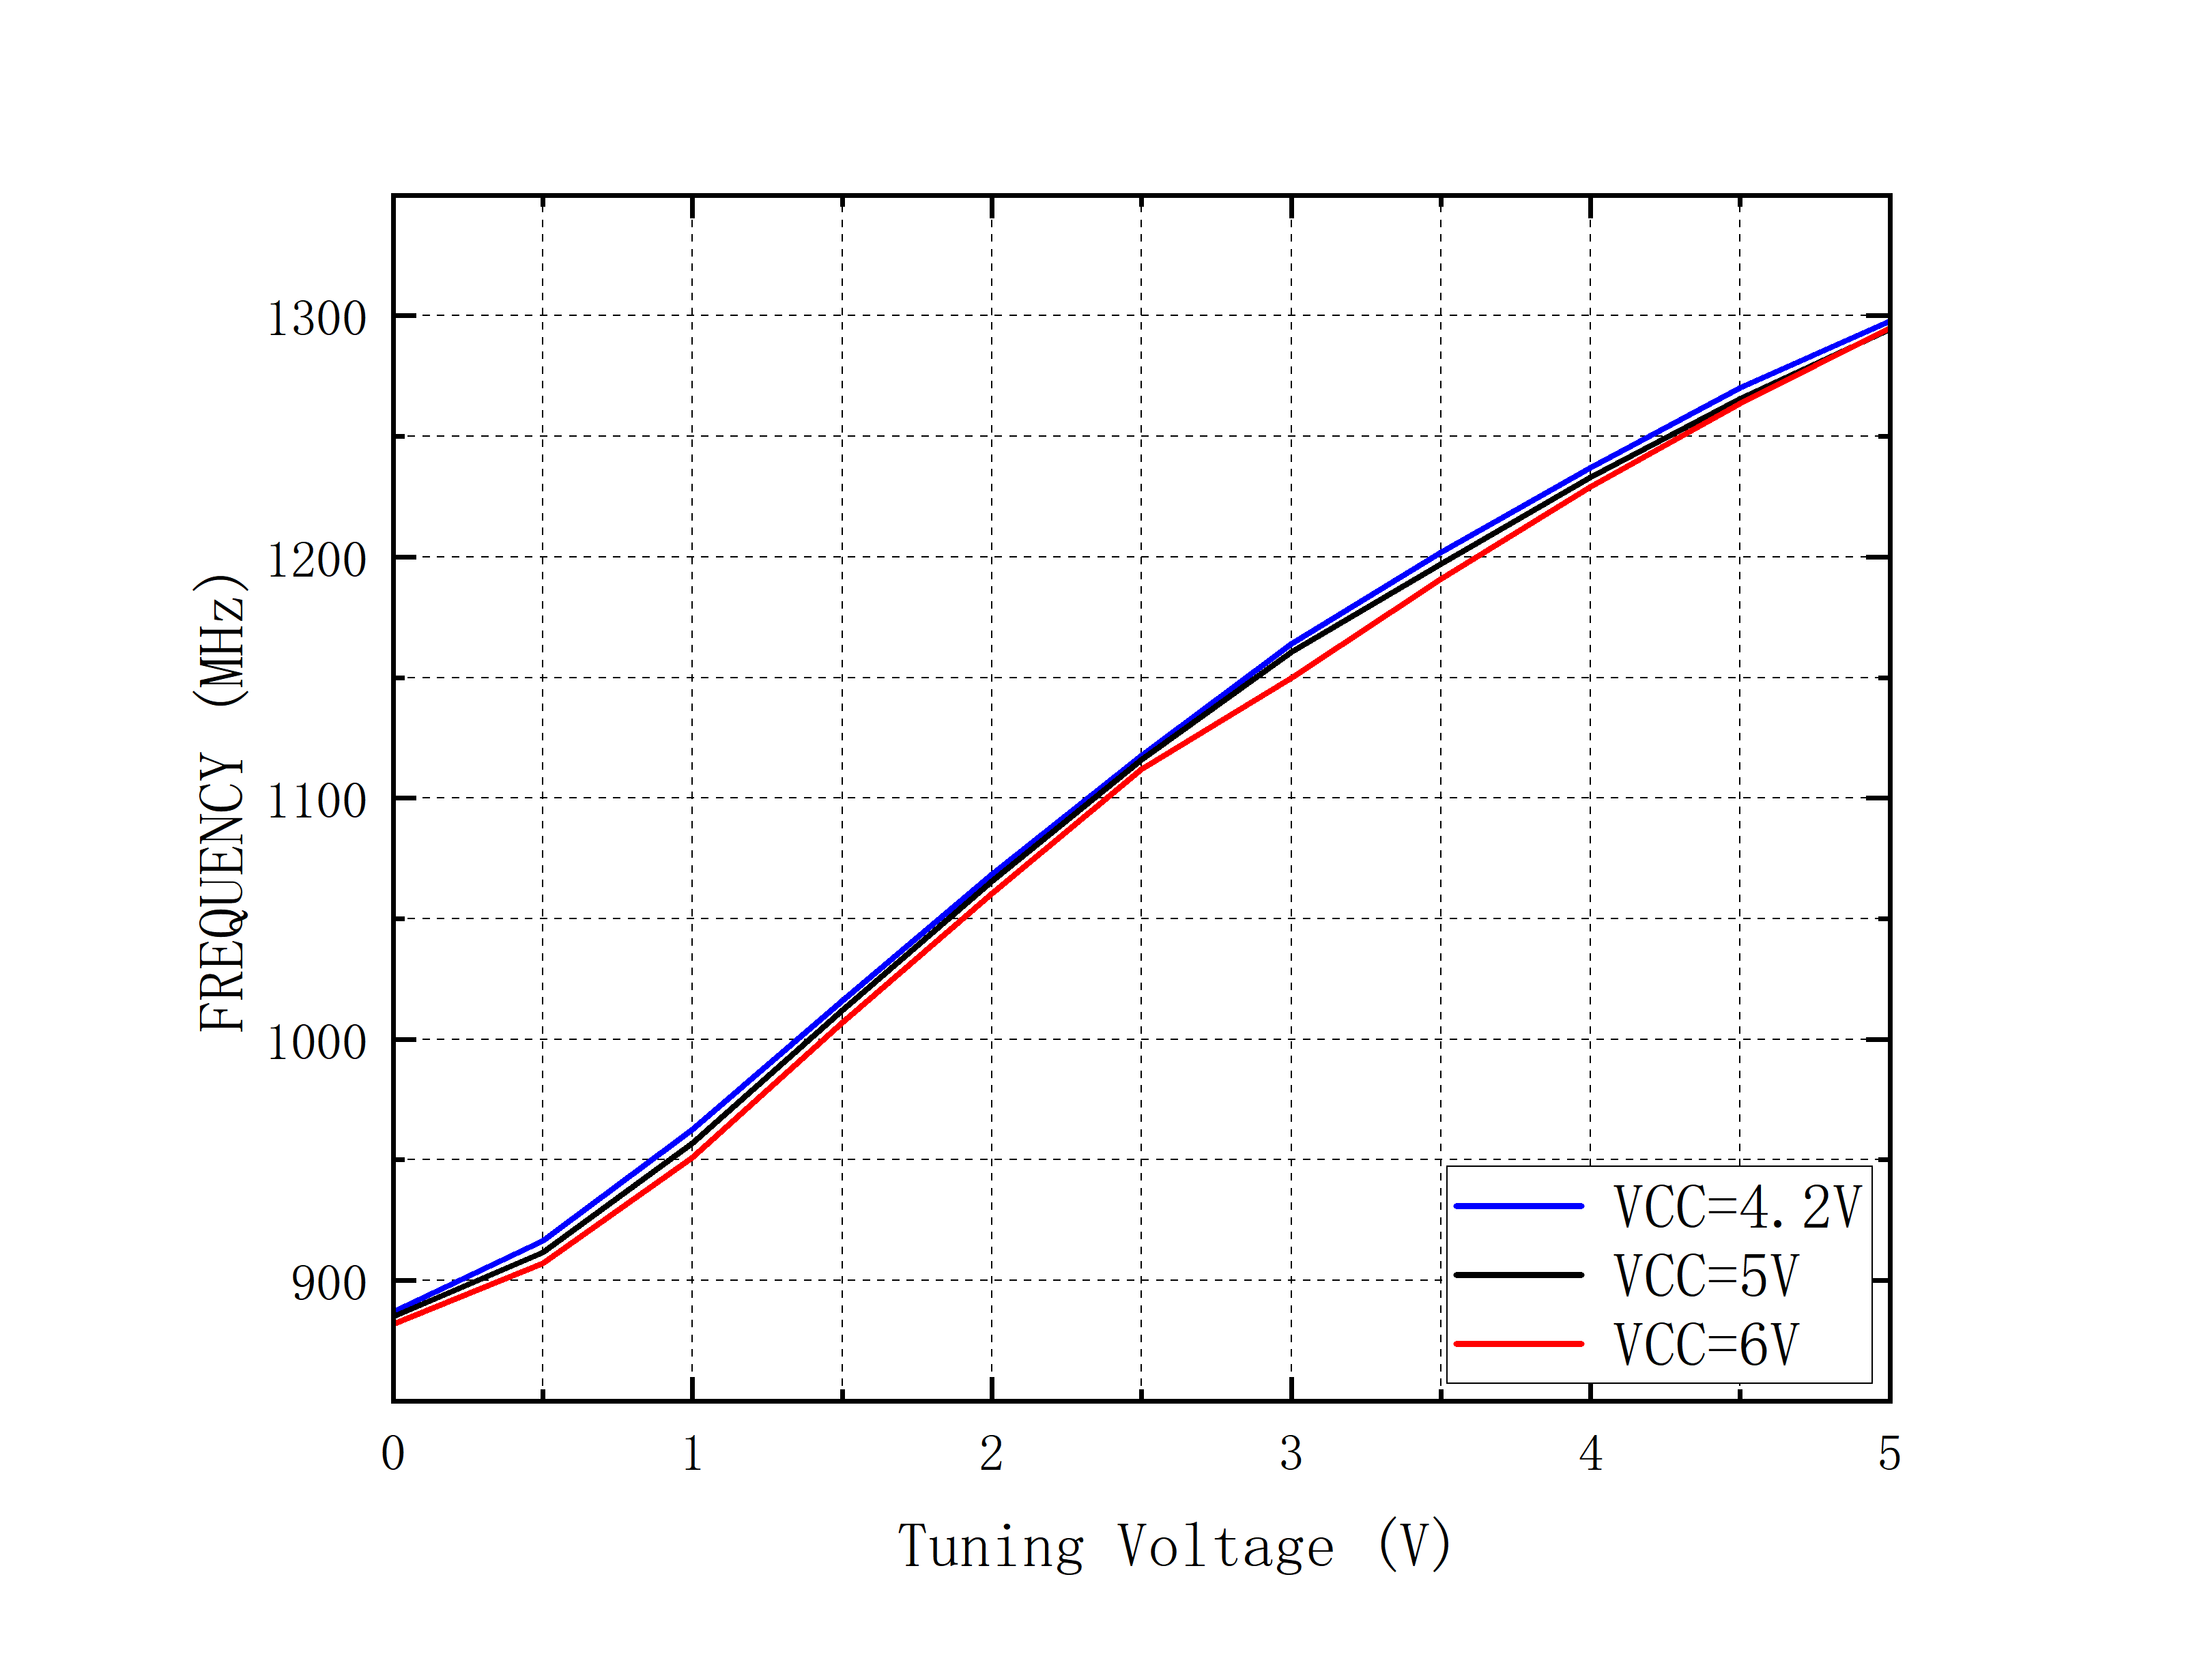 FREQUENCY (MHz)
1300
1200
1100
1000
900
0 1 2 3 4 5
Tuning Voltage (V)
VCC=4.2V
VCC=5V
VCC=6V